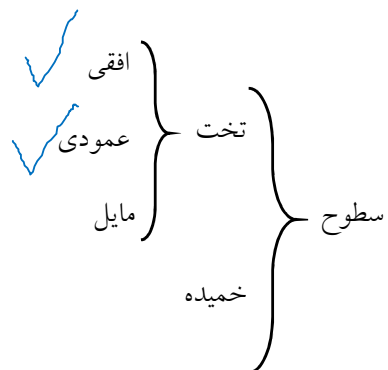 افقی
عمودی
مایل
تخت
خمیده
سطوح